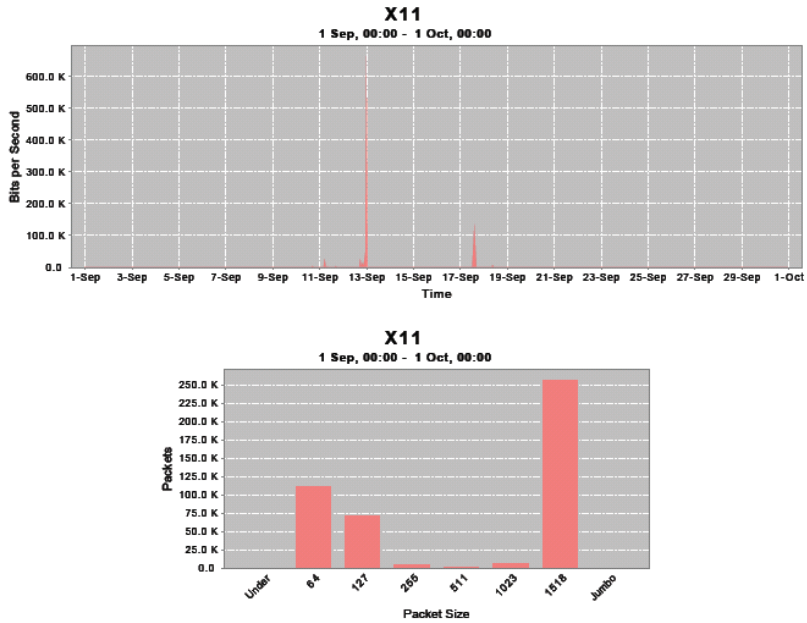 X11
1 Sep, 00:00 - 1 Oct, 00:00
600.0 K
500.0 K
400.0 K
300.0 K
200.0 K
100.0 K
0.0
Bits per Second
1-Sep 3-Sep 5-Sep 7-Sep 9-Sep 11-Sep 13-Sep 15-Sep 17-Sep 19-Sep 21-Sep 23-Sep 25-Sep 27-Sep 29-Sep 1-Oct
Time
X11
1 Sep, 00:00 - 1 Oct, 00:00
250.0 K
225.0 K
200.0 K
175.0 K
150.0 K
125.0 K
100.0 K
75.0 K
50.0 K
25.0 K
0.0
Packets
Under 64 127 255 511 1023 1518 Jumbo
Packet Size